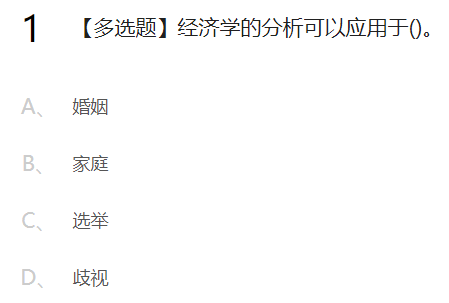 1 【多选题】经济学的分析可以应用于()。
A、 婚姻
B、 家庭
C、 选举
D、 歧视